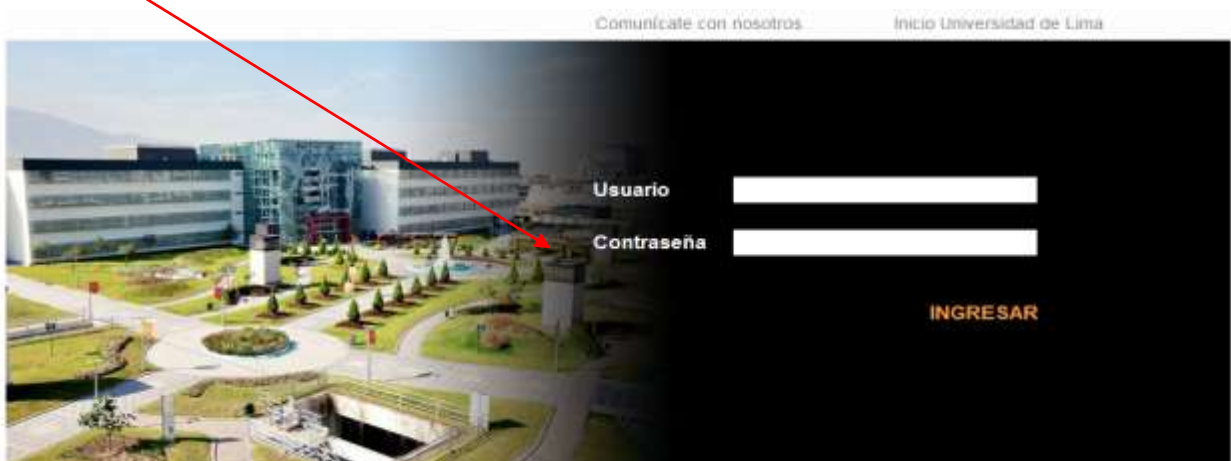 Comunícate con nosotros Inicio Universidad de Lima
Usuario
Contraseña
INGRESAR